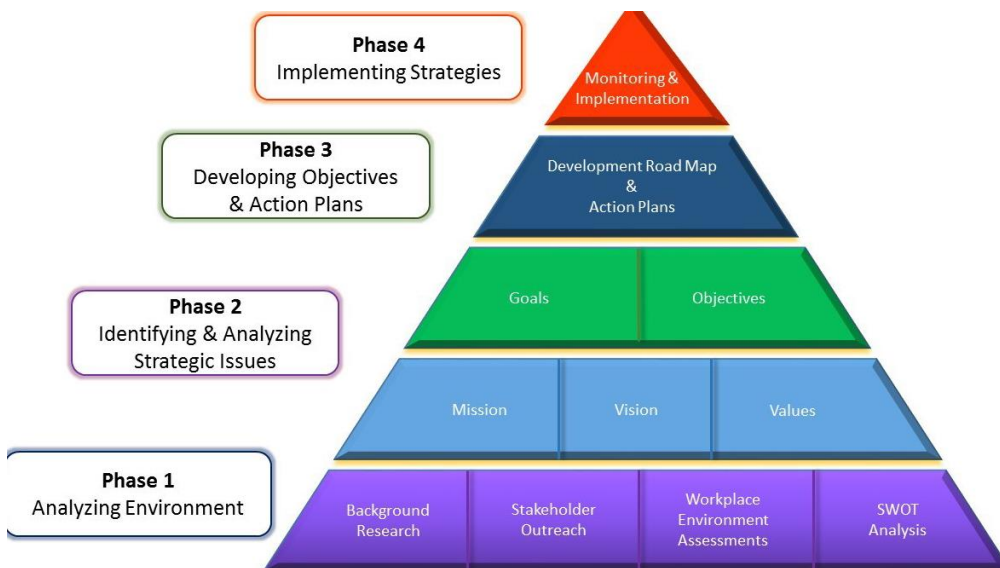 Phase 4
Implementing Strategies
Monitoring &
Implementation
Phase 3
Developing Objectives
& Action Plans
Development Road Map
&
Action Plans
Phase 2
Identifying & Analyzing
Strategic Issues
Goals
Objectives
Mission
Vision
Values
Phase 1
Analyzing Environment
Background
Research
Stakeholder
Outreach
Workplace
Environment
Assessments
SWOT
Analysis